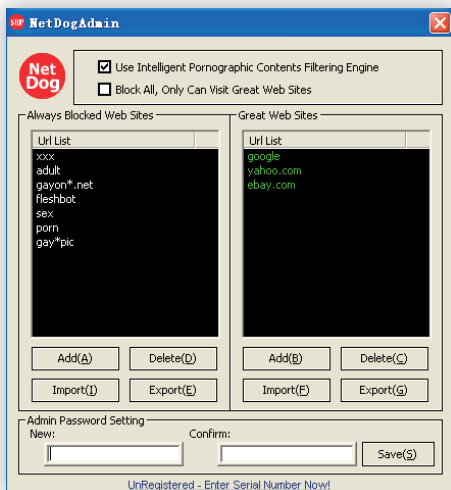 STOP NetDogAdmin
Net
Dog
Use Intelligent Pornographic Contents Filtering Engine
Block All, Only Can Visit Great Web Sites
Always Blocked Web Sites
Url List
xxx
adult
gayon*.net
fleshbot
sex
porn
gay*pic
Add(A) Delete(D)
Import(I) Export(E)
Great Web Sites
Url List
google
yahoo.com
ebay.com
Add(B) Delete(C)
Import(F) Export(G)
Admin Password Setting
New: Confirm:
Save(S)
UnRegistered - Enter Serial Number Now!